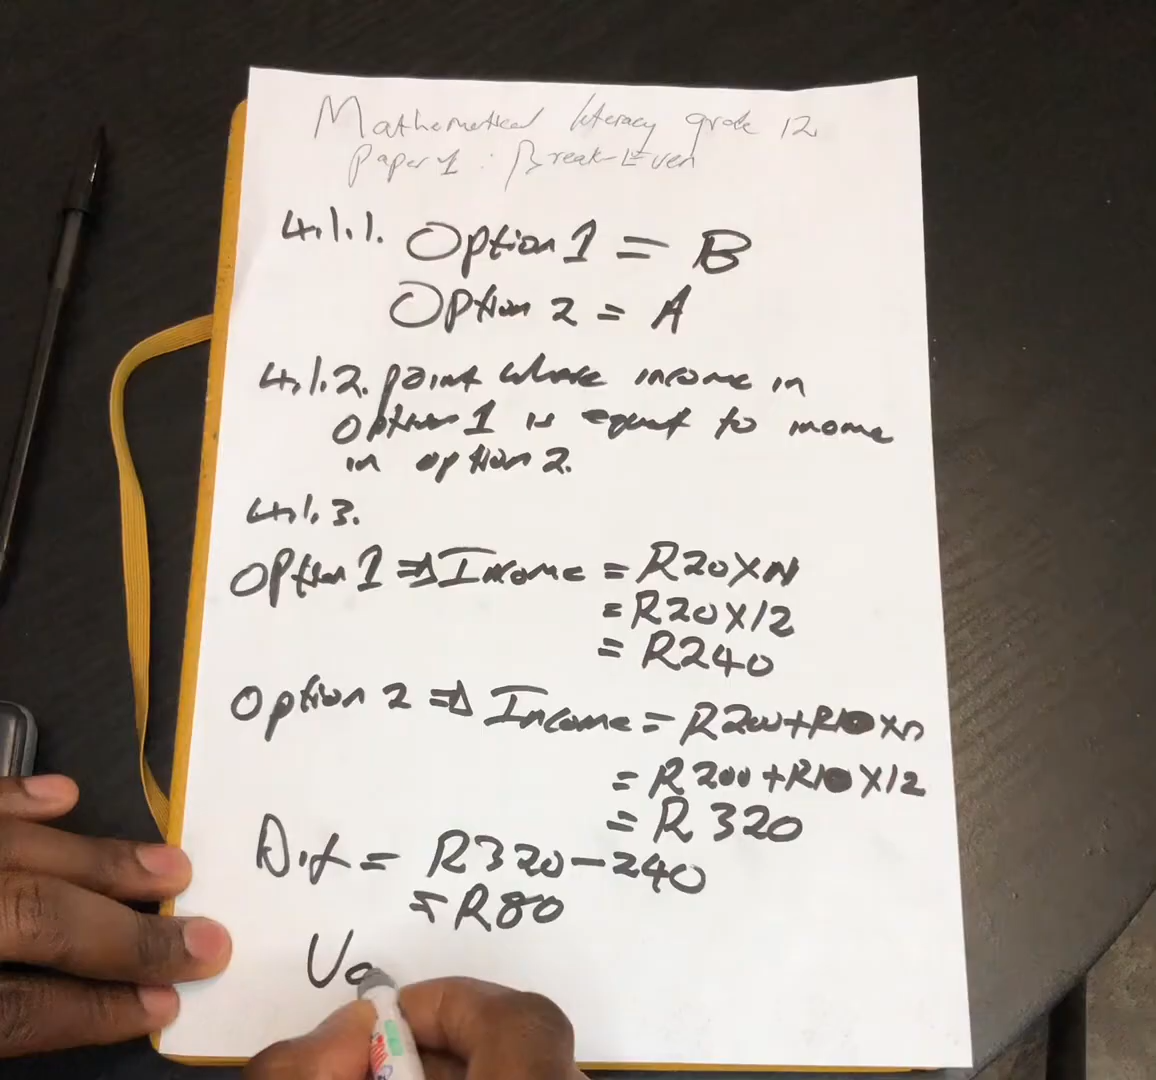 Mathematical literacy grade 12
Paper 1 : Break-Even
4.1.1. Option 1 = B
Option 2 = A
4.1.2. point where income in
option 1 is equal to income
in option 2.
4.1.3.
Option 1 ⇒ Income = R20 X N
= R20 X 12
= R240
Option 2 ⇒ Income = R200 + R10 X n
= R200 + R10 X 12
= R320
Dif = R320 - 240
= R80
Va